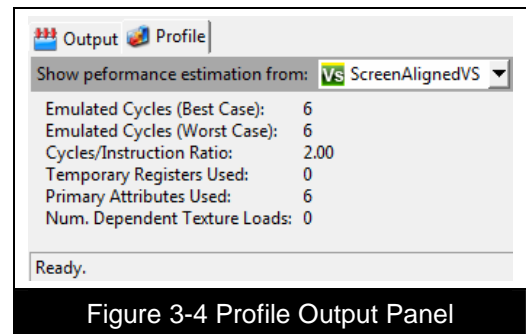 Output Profile
Show peformance estimation from: Vs ScreenAlignedVS
Emulated Cycles (Best Case): 6
Emulated Cycles (Worst Case): 6
Cycles/Instruction Ratio: 2.00
Temporary Registers Used: 0
Primary Attributes Used: 6
Num. Dependent Texture Loads: 0
Ready.
Figure 3-4 Profile Output Panel